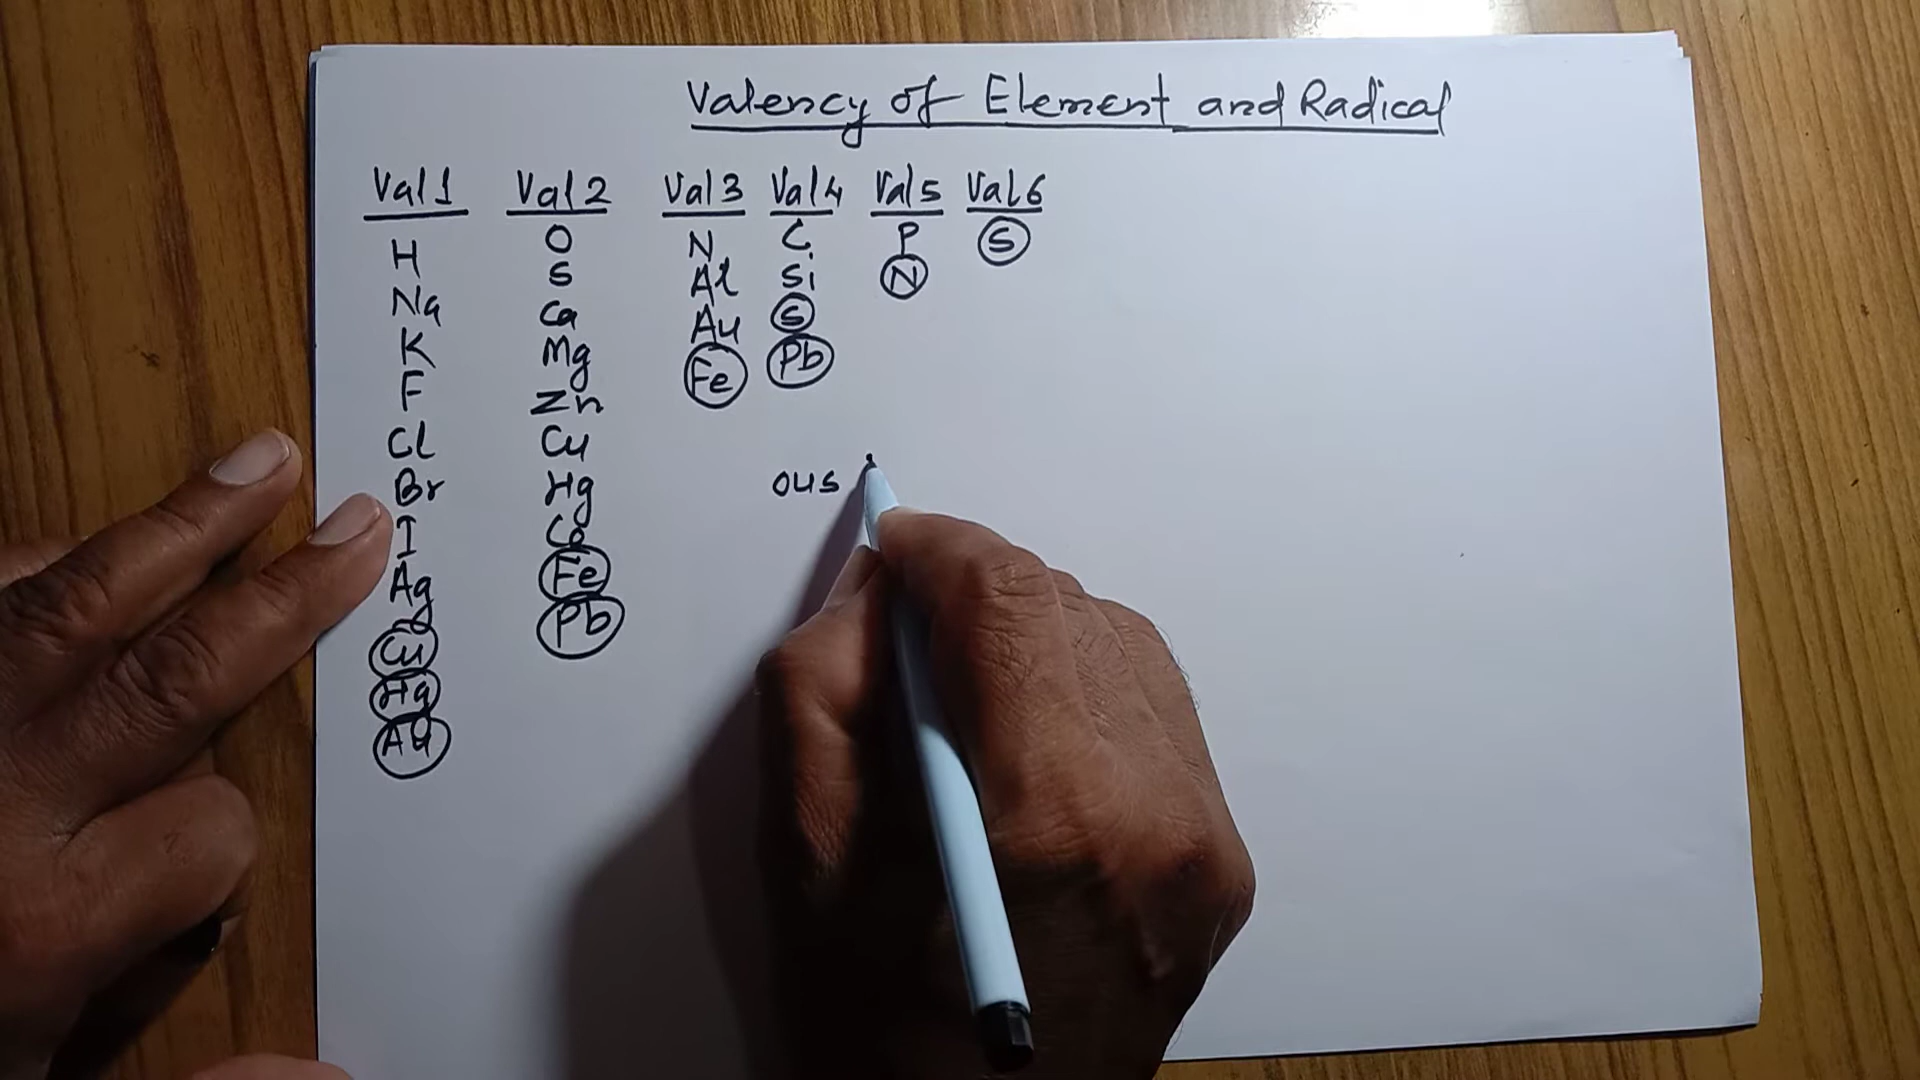 Valency of Element and Radical
Val 1 Val 2 Val 3 Val 4 Val 5 Val 6
H
Na
K
F
Cl
Br
I
Ag
Cu
Hg
Au
O
S
Ca
Mg
Zn
Cu
Hg
Co
Fe
Pb
N
Al
Au
Fe
C
Si
S
Pb
P
N
S
ous